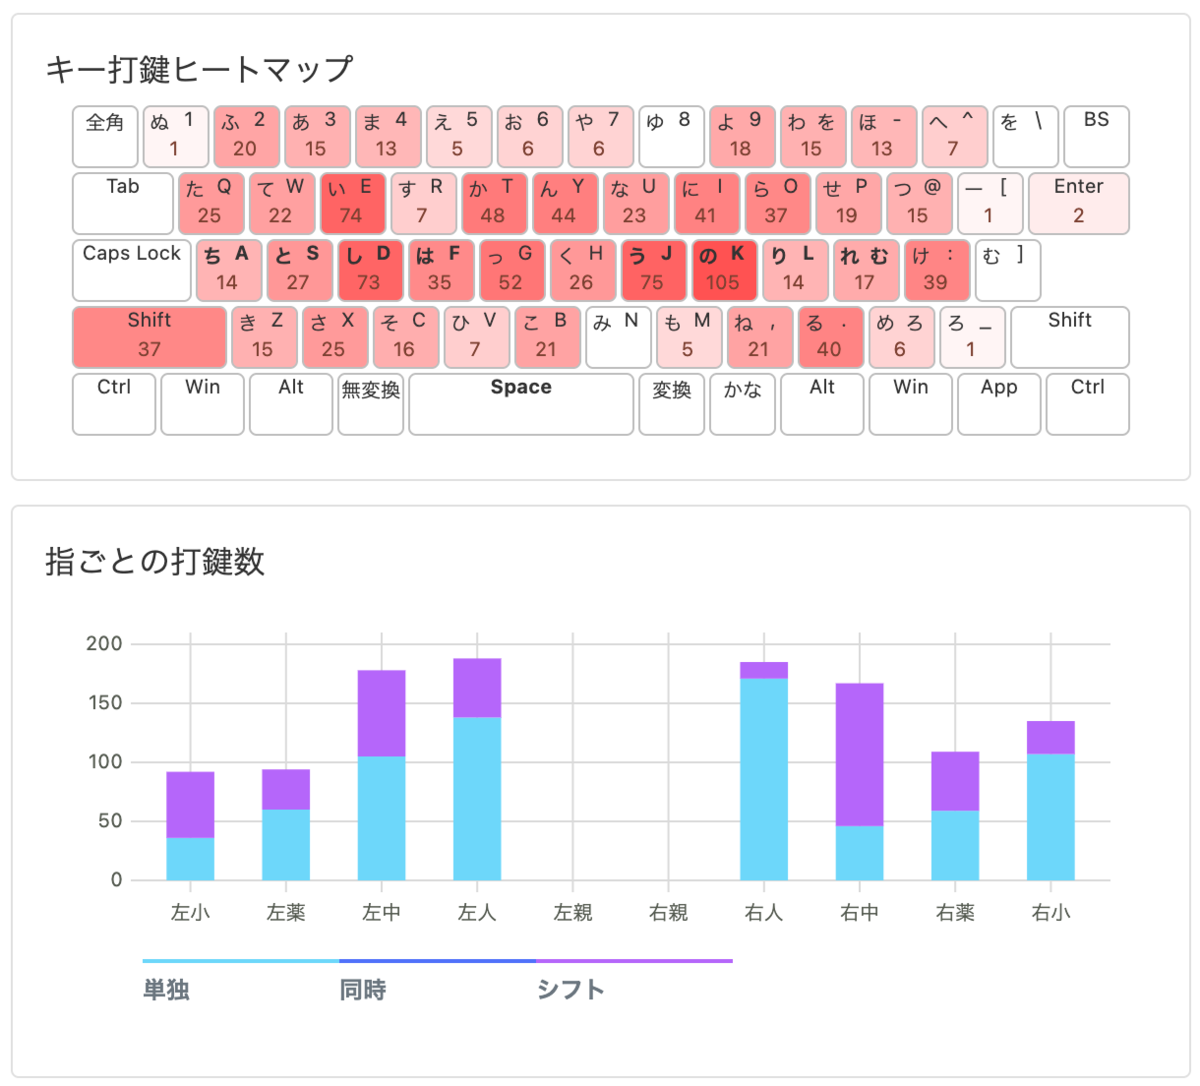 キー打鍵ヒートマップ
全角 ぬ 1 ふ 2 あ 3 ま 4 え 5 お 6 や 7 ゆ 8 よ 9 わ を ほ - へ ^ を \ BS
1 20 15 13 5 6 6 18 15 13 7
Tab た Q て W い E す R か T ん Y な U に I ら O せ P つ @ ー [ Enter
25 22 74 7 48 44 23 41 37 19 15 1 2
Caps Lock ち A と S し D は F っ G く H う J の K り L れ む け : む ]
14 27 73 35 52 26 75 105 14 17 39
Shift き Z さ X そ C ひ V こ B み N も M ね , る . め ろ ろ _ Shift
37 15 25 16 7 21 5 21 40 6 1
Ctrl Win Alt 無変換 Space 変換 かな Alt Win App Ctrl
指ごとの打鍵数
200
150
100
50
0
左小 左薬 左中 左人 左親 右親 右人 右中 右薬 右小
単独 同時 シフト